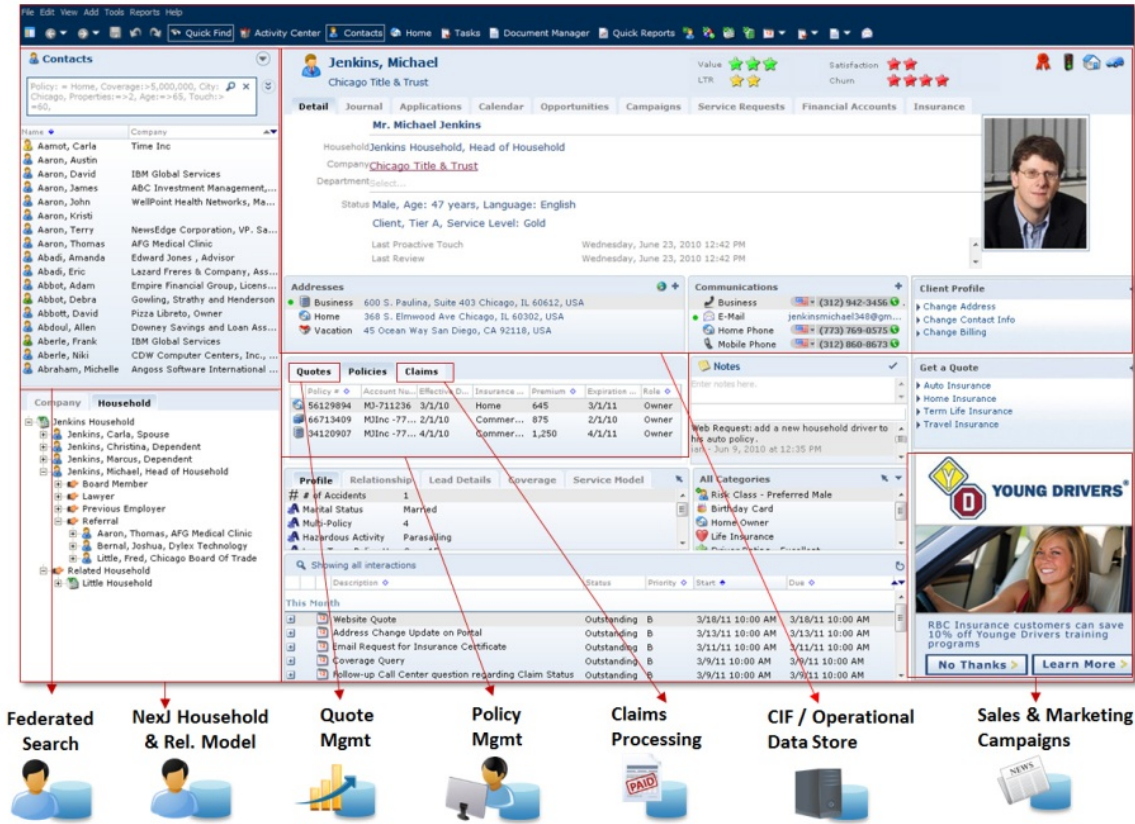 File Edit View Add Tools Reports Help
Quick Find Activity Center Contacts Home Tasks Document Manager Quick Reports
Contacts
Policy: = Home, Coverage:>5,000,000, City:
Chicago, Properties:=>2, Age:=>65, Touch:>
=60,
Name Company
Aamot, Carla Time Inc
Aaron, Austin
Aaron, David IBM Global Services
Aaron, James ABC Investment Management,...
Aaron, John WellPoint Health Networks, Ma...
Aaron, Kristi
Aaron, Terry NewsEdge Corporation, VP. Sa...
Aaron, Thomas AFG Medical Clinic
Abadi, Amanda Edward Jones , Advisor
Abadi, Eric Lazard Freres & Company, Ass...
Abbot, Adam Empire Financial Group, Licens...
Abbot, Debra Gowling, Strathy and Henderson
Abbott, David Pizza Libreto, Owner
Abdoul, Allen Downey Savings and Loan Ass...
Aberle, Frank IBM Global Services
Aberle, Niki CDW Computer Centers, Inc., ...
Abraham, Michelle Angoss Software International ...
Company Household
Jenkins Household
Jenkins, Carla, Spouse
Jenkins, Christina, Dependent
Jenkins, Marcus, Dependent
Jenkins, Michael, Head of Household
Board Member
Lawyer
Previous Employer
Referral
Aaron, Thomas, AFG Medical Clinic
Bernal, Joshua, Dylex Technology
Little, Fred, Chicago Board Of Trade
Related Household
Little Household
Jenkins, Michael
Chicago Title & Trust
Value Satisfaction
LTR Churn
Detail Journal Applications Calendar Opportunities Campaigns Service Requests Financial Accounts Insurance
Mr. Michael Jenkins
Household Jenkins Household, Head of Household
Company Chicago Title & Trust
Department Select...
Status Male, Age: 47 years, Language: English
Client, Tier A, Service Level: Gold
Last Proactive Touch Wednesday, June 23, 2010 12:42 PM
Last Review Wednesday, June 23, 2010 12:42 PM
Addresses
Business 600 S. Paulina, Suite 403 Chicago, IL 60612, USA
Home 368 S. Elmwood Ave Chicago, IL 60302, USA
Vacation 45 Ocean Way San Diego, CA 92118, USA
Communications
Business (312) 942-3456
E-Mail jenkinsmichael348@gm...
Home Phone (773) 769-0575
Mobile Phone (312) 860-8673
Client Profile
Change Address
Change Contact Info
Change Billing
Quotes Policies Claims
Policy # Account Nu... Effective D... Insurance ... Premium Expiration ... Role
56129894 MJ-711236 3/1/10 Home 645 3/1/11 Owner
66713409 MJInc -77... 2/1/10 Commer... 875 2/1/10 Owner
34120907 MJInc -77... 4/1/10 Commer... 1,250 4/1/11 Owner
Notes
Enter notes here.
Web Request: add a new household driver to
his auto policy.
- Jun 9, 2010 at 12:35 PM
Get a Quote
Auto Insurance
Home Insurance
Term Life Insurance
Travel Insurance
Profile Relationship Lead Details Coverage Service Model
# # of Accidents 1
Marital Status Married
Multi-Policy 4
Hazardous Activity Parasailing
All Categories
Risk Class - Preferred Male
Birthday Card
Home Owner
Life Insurance
Showing all interactions
Description Status Priority Start Due
This Month
Website Quote Outstanding B 3/18/11 10:00 AM 3/18/11 10:00 AM
Address Change Update on Portal Outstanding B 3/13/11 10:00 AM 3/13/11 10:00 AM
Email Request for Insurance Certificate Outstanding B 3/11/11 10:00 AM 3/11/11 10:00 AM
Coverage Query Outstanding B 3/9/11 10:00 AM 3/9/11 10:00 AM
Follow-up Call Center question regarding Claim Status Outstanding B 3/9/11 10:00 AM 3/9/11 10:00 AM
Y D
YOUNG DRIVERS®
RBC Insurance customers can save
10% off Younge Drivers training
programs
No Thanks > Learn More >
Federated
Search
NexJ Household
& Rel. Model
Quote
Mgmt
Policy
Mgmt
Claims
Processing
PAID
CIF / Operational
Data Store
Sales & Marketing
Campaigns
NEWS